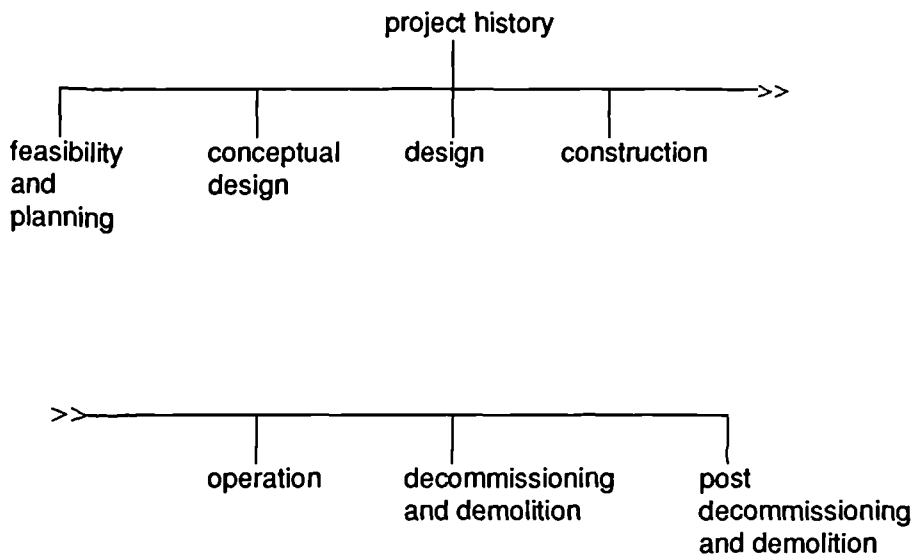 project history
>>
feasibility and planning
conceptual design
design
construction
>>
operation
decommissioning and demolition
post decommissioning and demolition